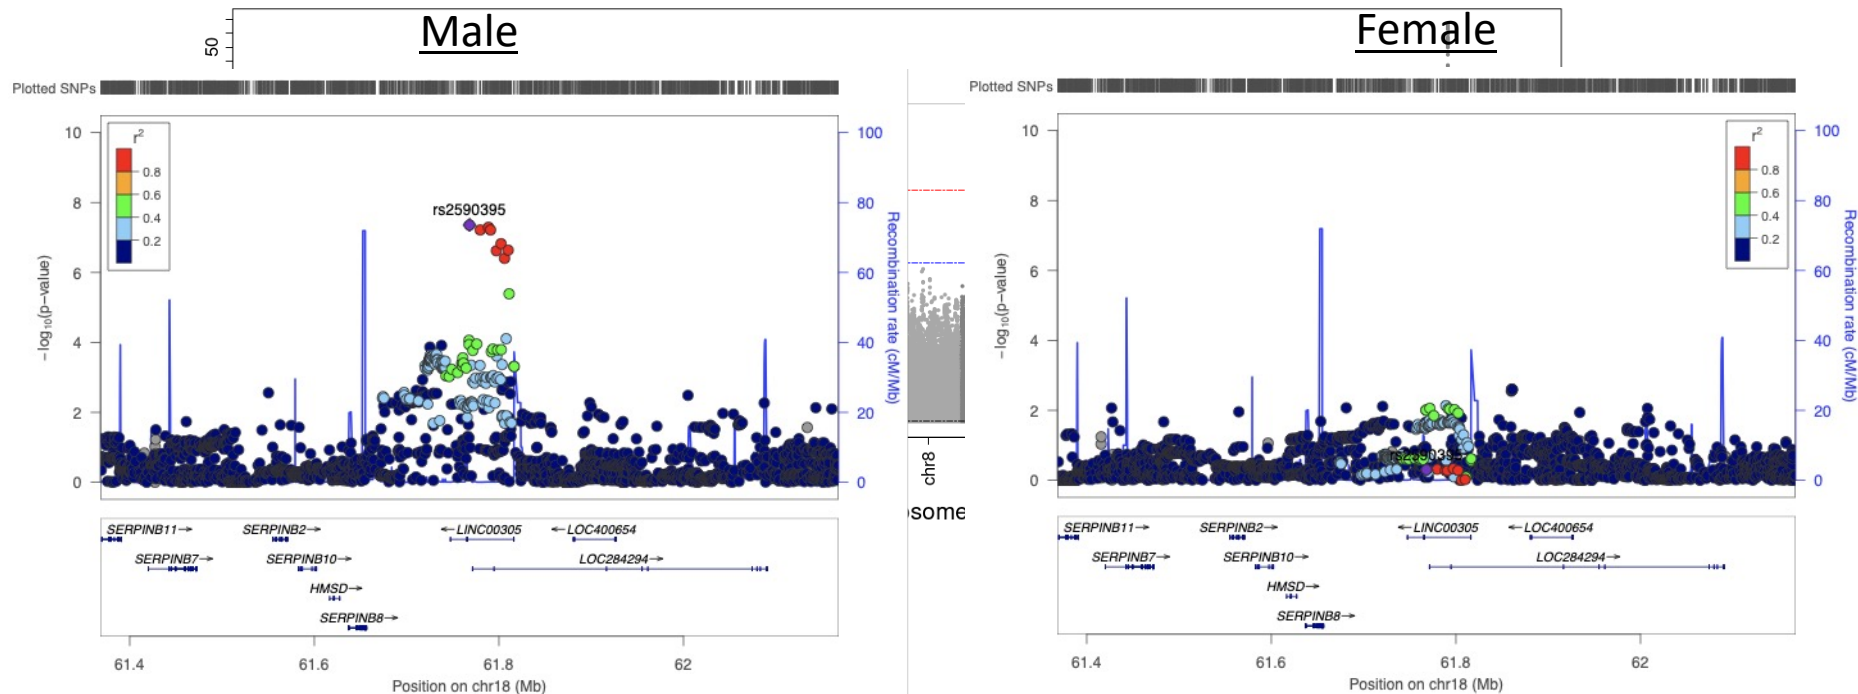 Male
Female
50
Plotted SNPs
r2
0.8
0.6
0.4
0.2
rs2590395
10
8
6
4
2
0
−log10(p−value)
100
80
60
40
20
0
Recombination rate (cM/Mb)
SERPINB11→
SERPINB2→
←LINC00305
←LOC400654
SERPINB7→
SERPINB10→
LOC284294→
HMSD→
SERPINB8→
61.4
61.6
61.8
62
Position on chr18 (Mb)
chr8
some
Plotted SNPs
r2
0.8
0.6
0.4
0.2
rs2590395
10
8
6
4
2
0
−log10(p−value)
100
80
60
40
20
0
Recombination rate (cM/Mb)
SERPINB11→
SERPINB2→
←LINC00305
←LOC400654
SERPINB7→
SERPINB10→
LOC284294→
HMSD→
SERPINB8→
61.4
61.6
61.8
62
Position on chr18 (Mb)